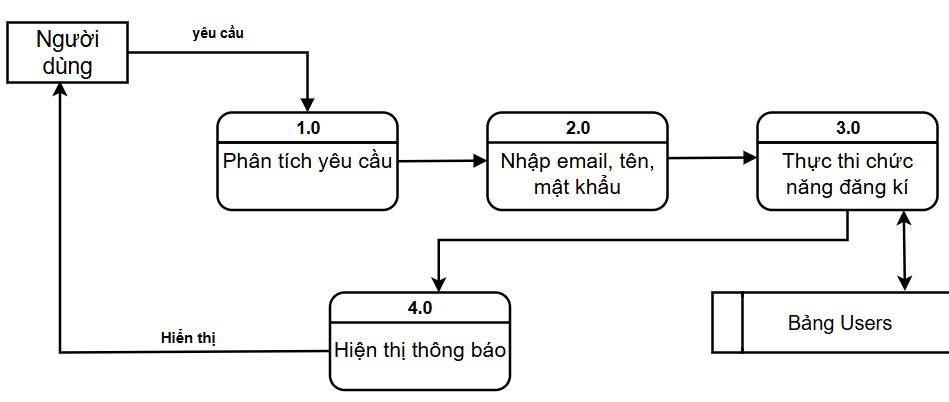 Người
dùng
yêu cầu
1.0
Phân tích yêu cầu
2.0
Nhập email, tên,
mật khẩu
3.0
Thực thi chức
năng đăng kí
4.0
Hiện thị thông báo
Hiển thị
Bảng Users